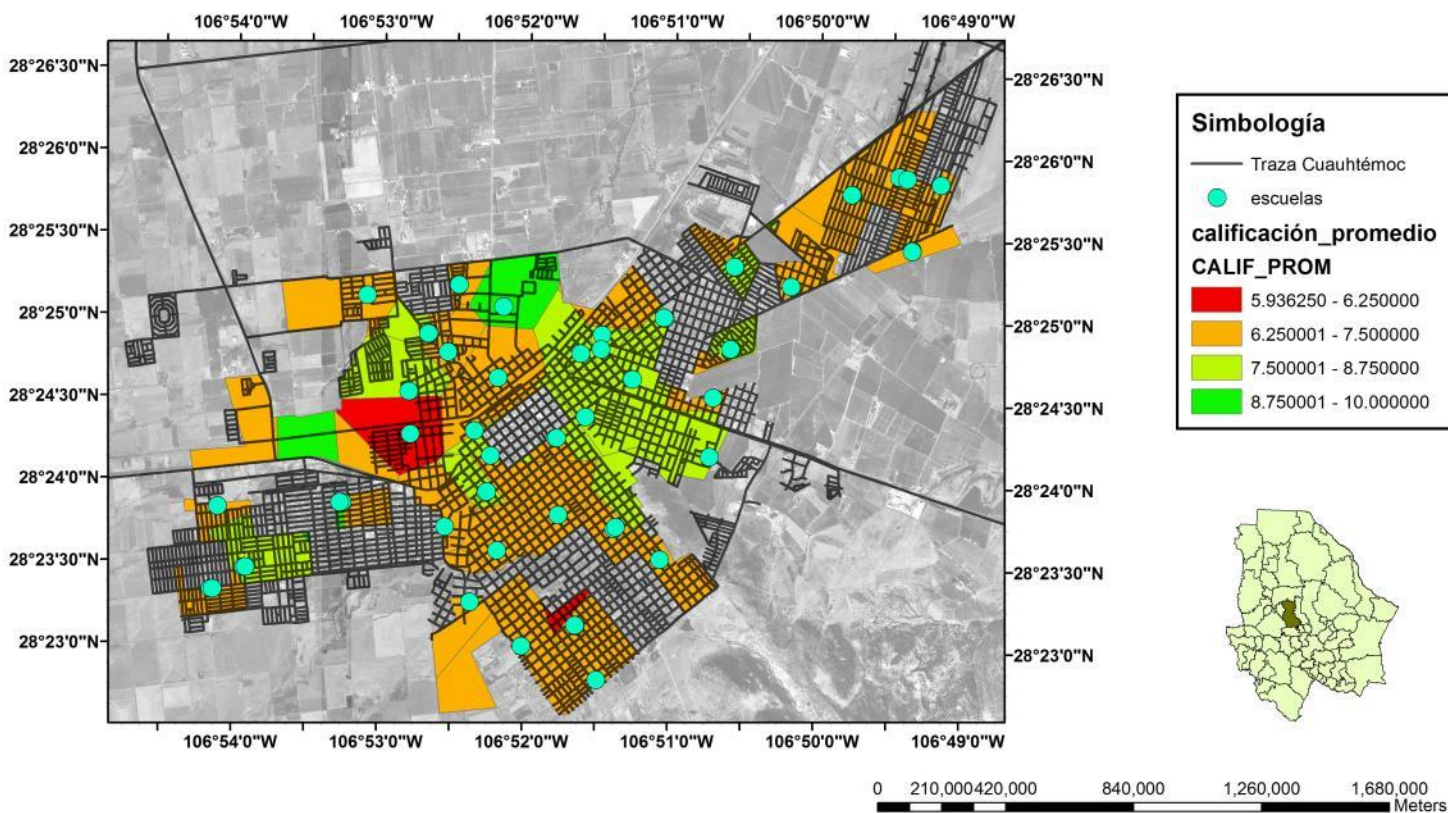 106°54'0"W 106°53'0"W 106°52'0"W 106°51'0"W 106°50'0"W 106°49'0"W
28°26'30"N 28°26'30"N
28°26'0"N 28°26'0"N
28°25'30"N 28°25'30"N
28°25'0"N 28°25'0"N
28°24'30"N 28°24'30"N
28°24'0"N 28°24'0"N
28°23'30"N 28°23'30"N
28°23'0"N 28°23'0"N
106°54'0"W 106°53'0"W 106°52'0"W 106°51'0"W 106°50'0"W 106°49'0"W
Simbología
Traza Cuauhtémoc
escuelas
calificación_promedio
CALIF_PROM
5.936250 - 6.250000
6.250001 - 7.500000
7.500001 - 8.750000
8.750001 - 10.000000
0 210,000420,000 840,000 1,260,000 1,680,000
Meters